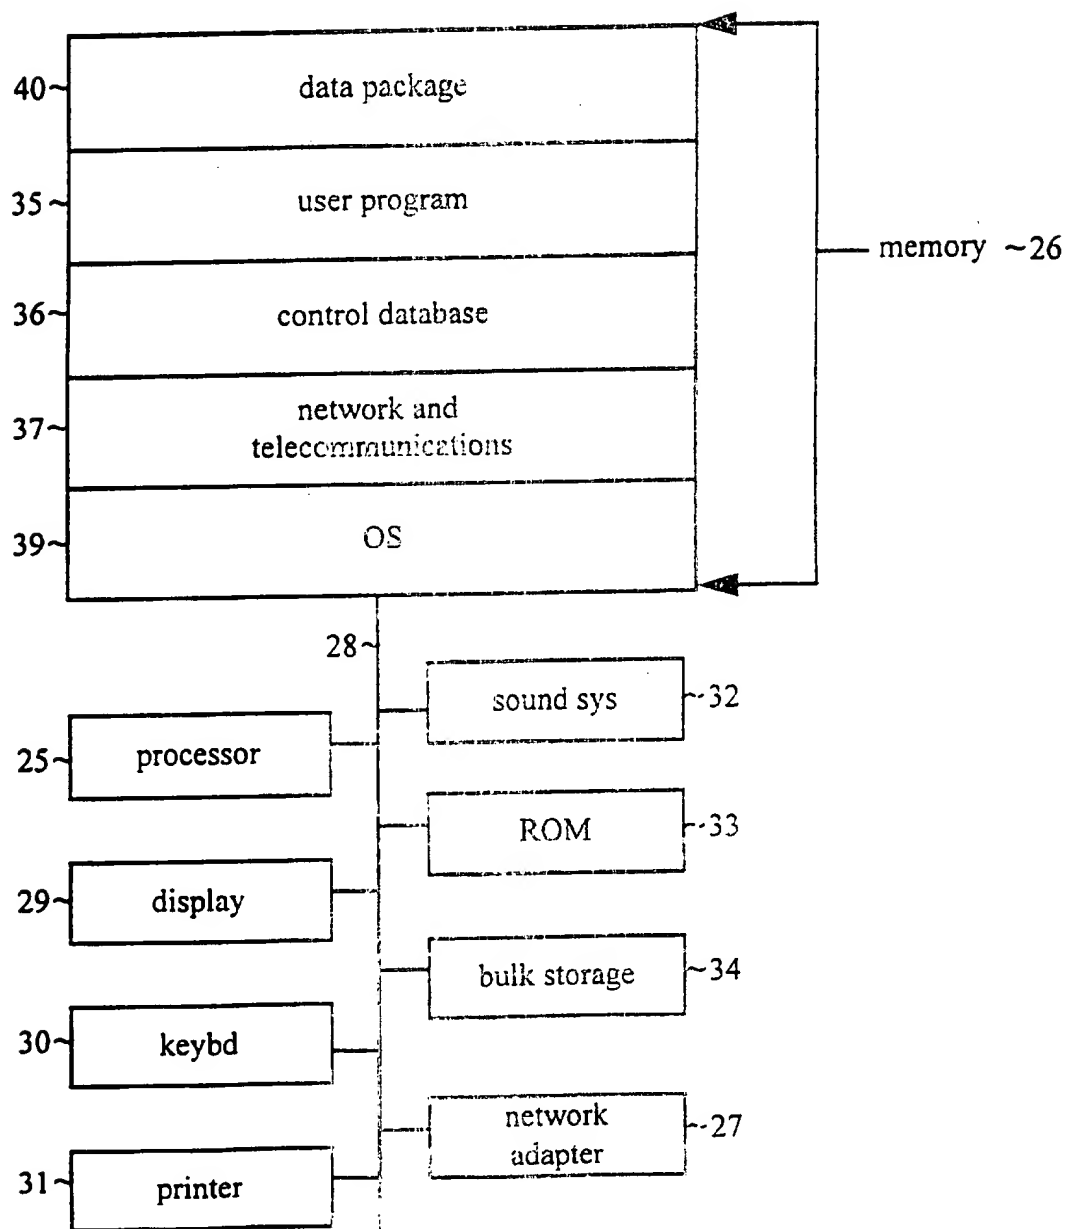 40~ data package
35~ user program
memory ~26
36~ control database
37~ network and
telecommunications
39~ OS
28~
sound sys ~32
25~ processor
ROM ~33
29~ display
bulk storage ~34
30~ keybd
network
adapter ~27
31~ printer